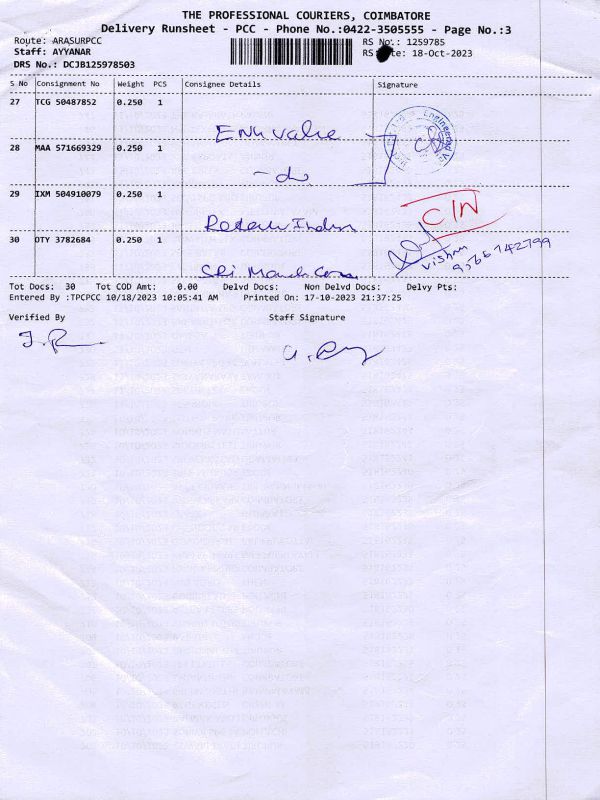 THE PROFESSIONAL COURIERS, COIMBATORE
Delivery Runsheet - PCC - Phone No.:0422-3505555 - Page No.:3
Route: ARASURPCC RS No.: 1259785
Staff: AYYANAR RS Date: 18-Oct-2023
DRS No.: DCJB125978503
S No Consignment No Weight PCS Consignee Details Signature
27 TCG 50487852 0.250 1
Envalve
28 MAA 571669329 0.250 1
- do
29 IXM 504910079 0.250 1
CIN
30 OTY 3782684 0.250 1
Vishnu
9566742799
Sri
Tot Docs: 30 Tot COD Amt: 0.00 Delvd Docs: Non Delvd Docs: Delvy Pts:
Entered By :TPCPCC 10/18/2023 10:05:41 AM Printed On: 17-10-2023 21:37:25
Verified By Staff Signature